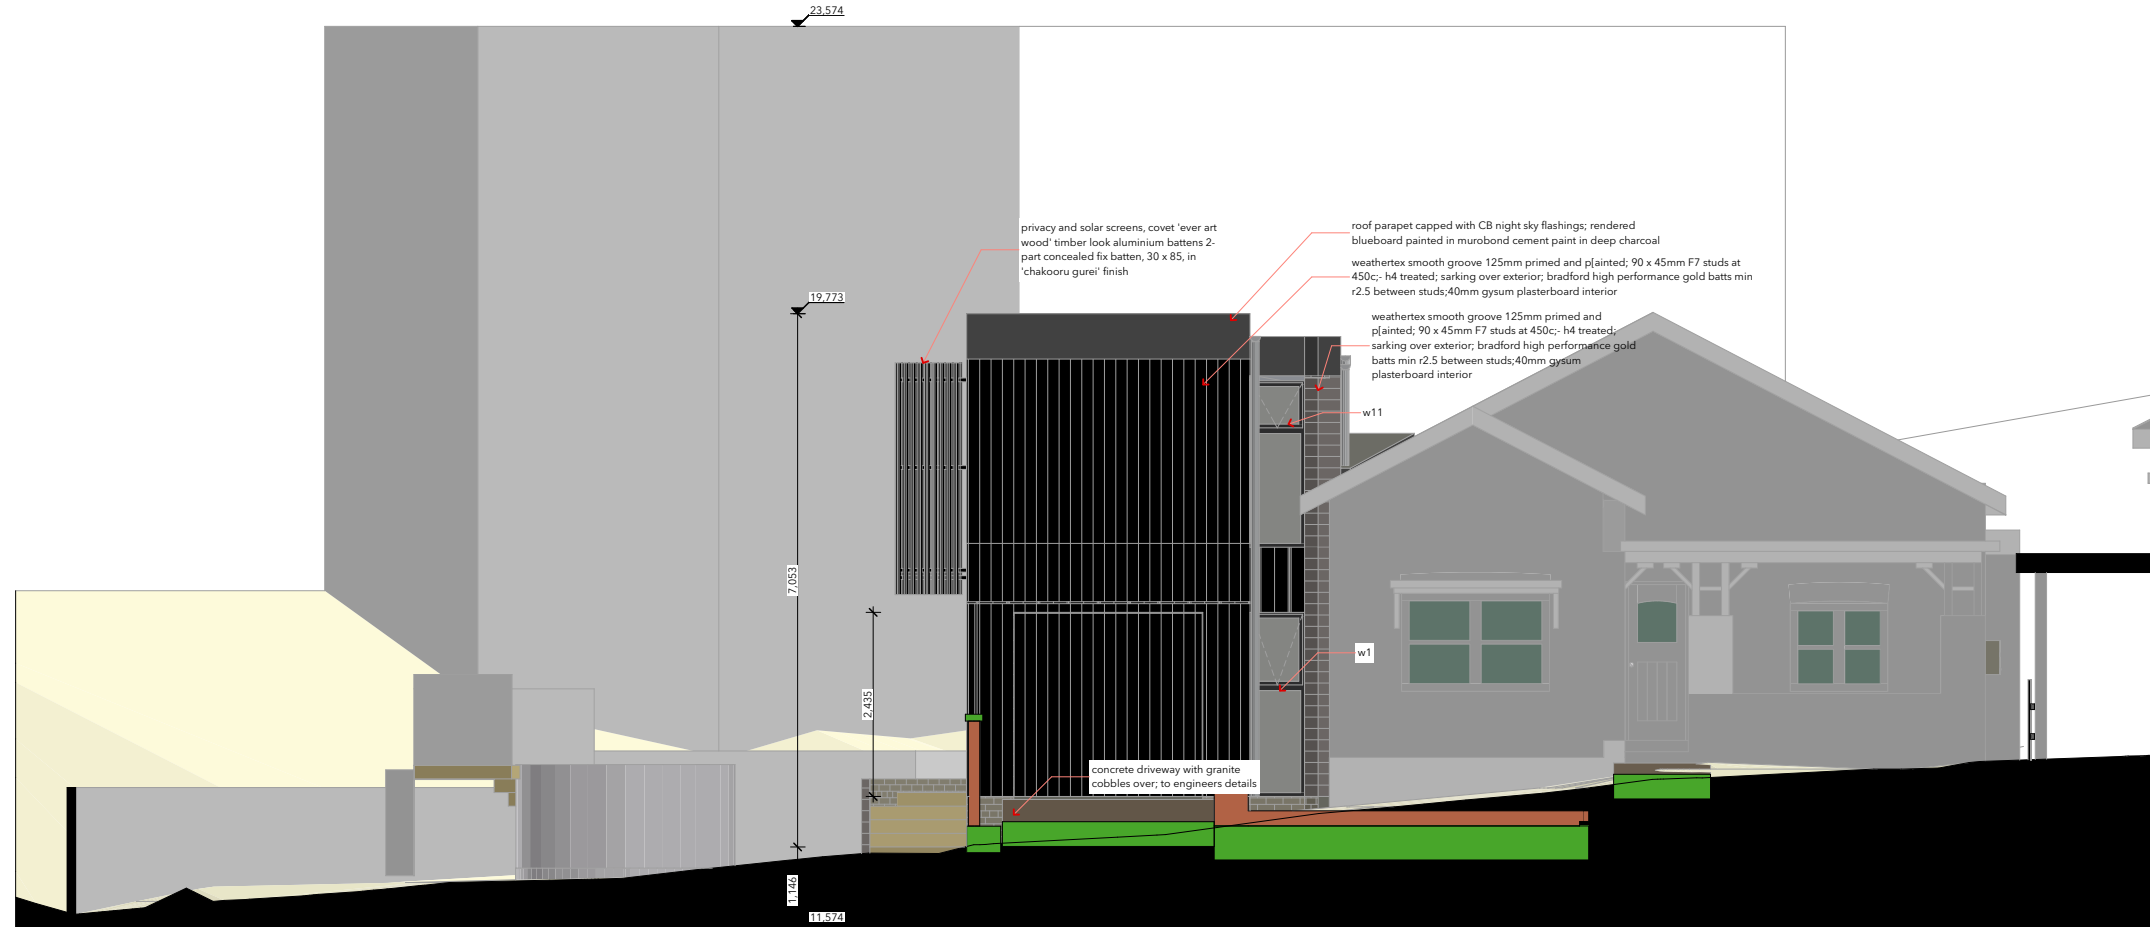 23,574
privacy and solar screens, covet 'ever art
wood' timber look aluminium battens 2-
part concealed fix batten, 30 x 85, in
'chakooru gurei' finish
roof parapet capped with CB night sky flashings; rendered
blueboard painted in murobond cement paint in deep charcoal
weathertex smooth groove 125mm primed and p[ainted; 90 x 45mm F7 studs at
450c;- h4 treated; sarking over exterior; bradford high performance gold batts min
r2.5 between studs;40mm gysum plasterboard interior
19,773
weathertex smooth groove 125mm primed and
p[ainted; 90 x 45mm F7 studs at 450c;- h4 treated;
sarking over exterior; bradford high performance gold
batts min r2.5 between studs;40mm gysum
plasterboard interior
w11
7,053
w1
2,435
concrete driveway with granite
cobbles over; to engineers details
1,146
11,574